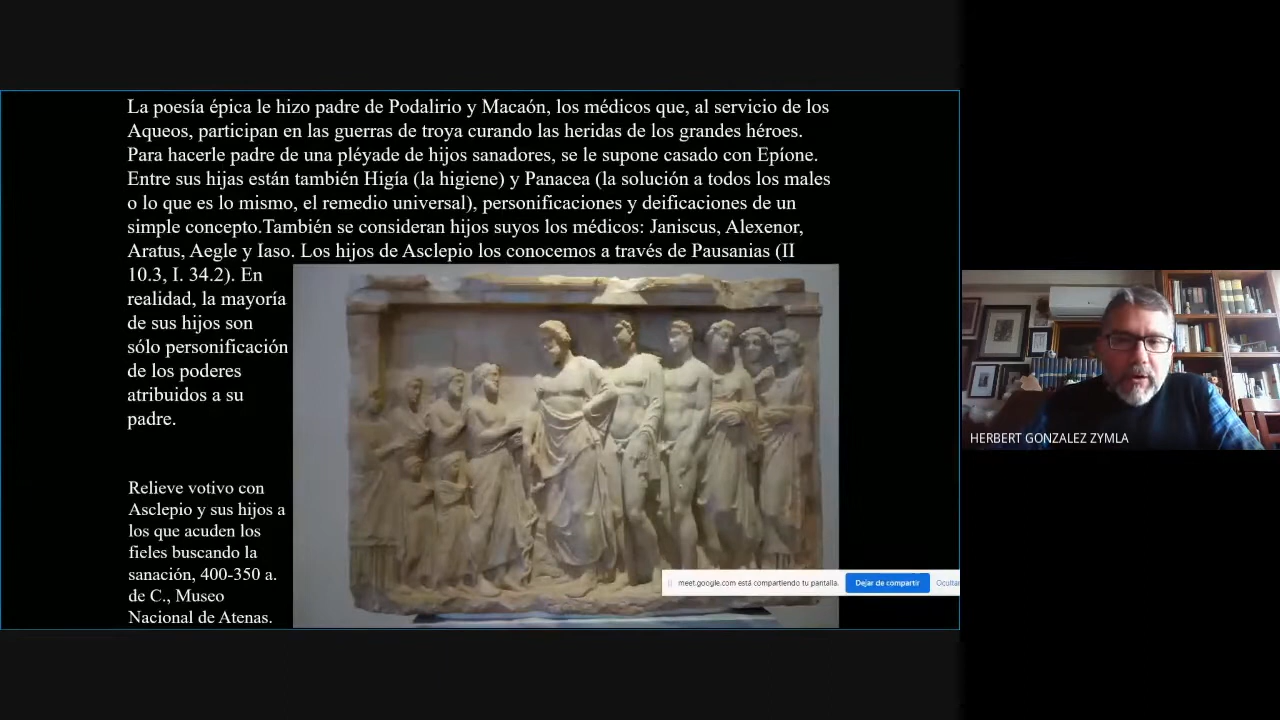 La poesía épica le hizo padre de Podalirio y Macaón, los médicos que, al servicio de los
Aqueos, participan en las guerras de troya curando las heridas de los grandes héroes.
Para hacerle padre de una pléyade de hijos sanadores, se le supone casado con Epíone.
Entre sus hijas están también Higía (la higiene) y Panacea (la solución a todos los males
o lo que es lo mismo, el remedio universal), personificaciones y deificaciones de un
simple concepto.También se consideran hijos suyos los médicos: Janiscus, Alexenor,
Aratus, Aegle y Iaso. Los hijos de Asclepio los conocemos a través de Pausanias (II
10.3, I. 34.2). En
realidad, la mayoría
de sus hijos son
sólo personificación
de los poderes
atribuidos a su
padre.
Relieve votivo con
Asclepio y sus hijos a
los que acuden los
fieles buscando la
sanación, 400-350 a.
de C., Museo
Nacional de Atenas.
meet.google.com está compartiendo tu pantalla.
Dejar de compartir
Ocultar
HERBERT GONZALEZ ZYMLA